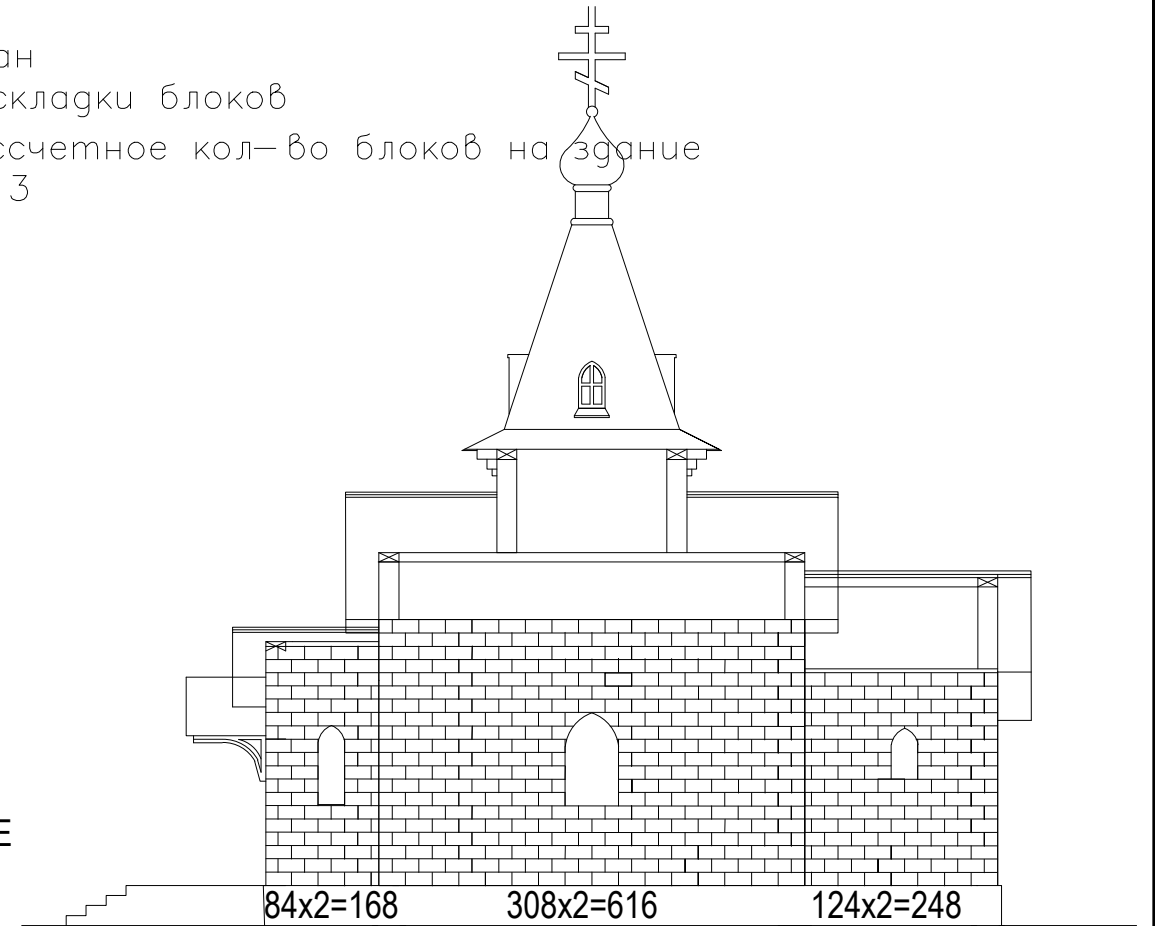 ан
складки блоков
ссчетное кол-во блоков на здание
3
Е
84x2=168 308x2=616 124x2=248